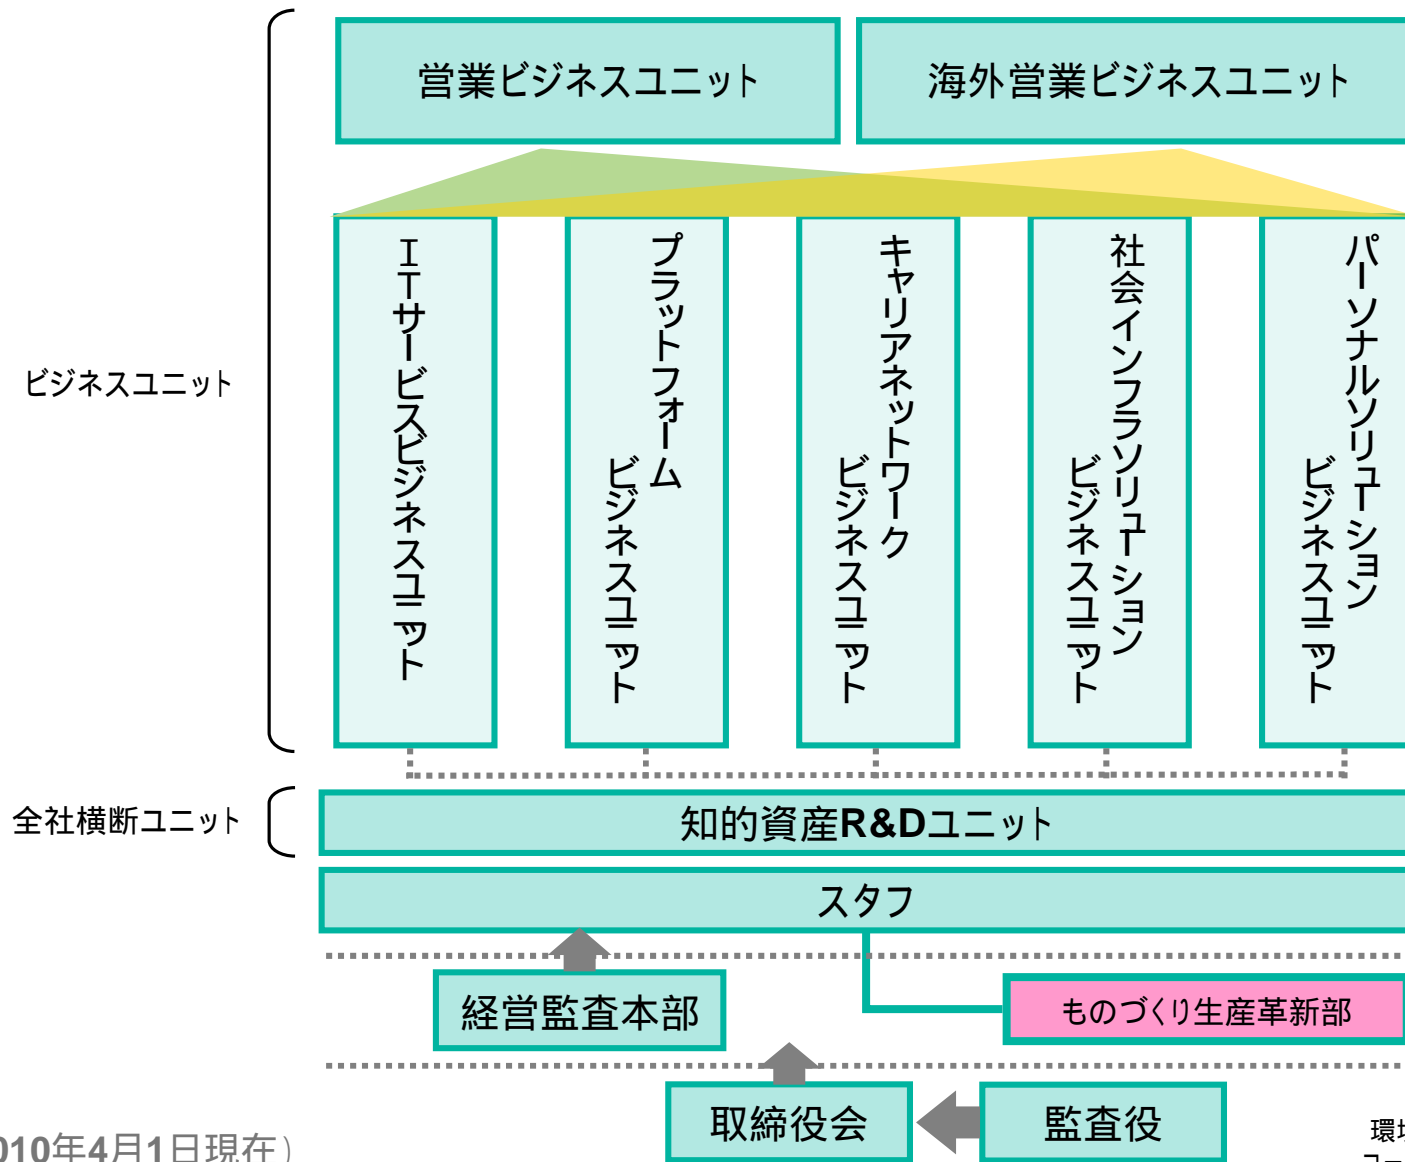 営業ビジネスユニット
海外営業ビジネスユニット
ビジネスユニット
ITサービスビジネスユニット
プラットフォーム
ビジネスユニット
キャリアネットワーク
ビジネスユニット
社会インフラソリューション
ビジネスユニット
パーソナルソリューション
ビジネスユニット
全社横断ユニット
知的資産R&Dユニット
スタフ
経営監査本部
ものづくり生産革新部
取締役会
監査役
010年4月1日現在)